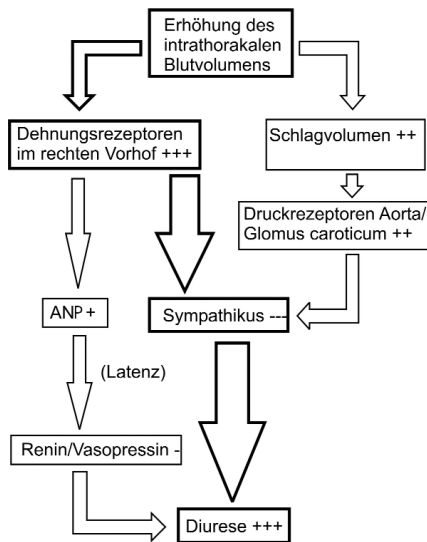 Erhöhung des
intrathorakalen
Blutvolumens
Dehnungsrezeptoren
im rechten Vorhof +++
Schlagvolumen ++
Druckrezeptoren Aorta/
Glomus caroticum ++
ANP +
Sympathikus ---
(Latenz)
Renin/Vasopressin -
Diurese +++